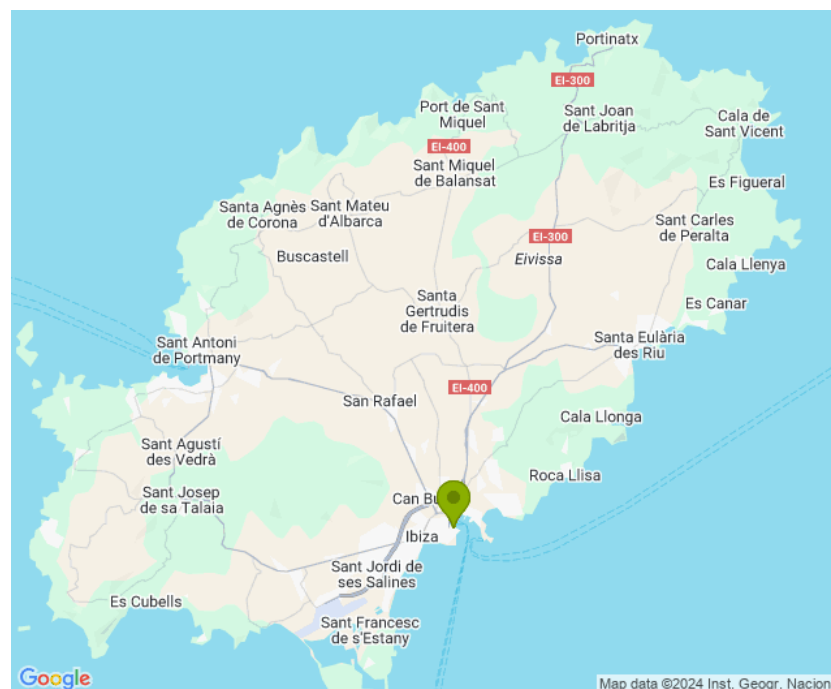 Portinatx
EI-300
Port de Sant
Miquel
Sant Joan
de Labritja
Cala de
Sant Vicent
EI-400
Sant Miquel
de Balansat
Es Figueral
Santa Agnès
de Corona
Sant Mateu
d'Albarca
Sant Carles
de Peralta
EI-300
Buscastell
Eivissa
Cala Llenya
Santa
Gertrudis
de Fruitera
Es Canar
Sant Antoni
de Portmany
Santa Eulària
des Riu
EI-400
San Rafael
Cala Llonga
Sant Agustí
des Vedrà
Roca Llisa
Sant Josep
de sa Talaia
Can
Ibiza
Sant Jordi de
ses Salines
Es Cubells
Sant Francesc
de s'Estany
Google
Map data ©2024 Inst. Geogr. Nacion